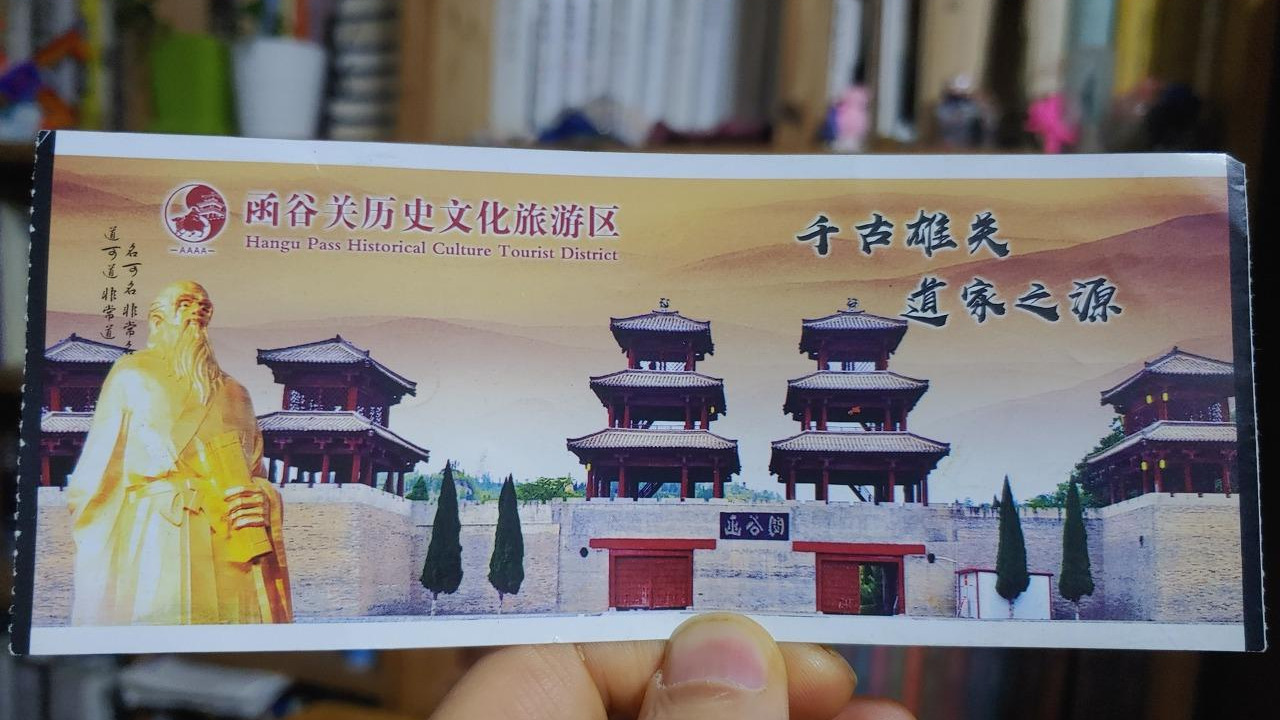 函谷关历史文化旅游区
Hangu Pass Historical Culture Tourist District
AAAA
千古雄关
道家之源
道可道非常道
名可名非常名
函谷關